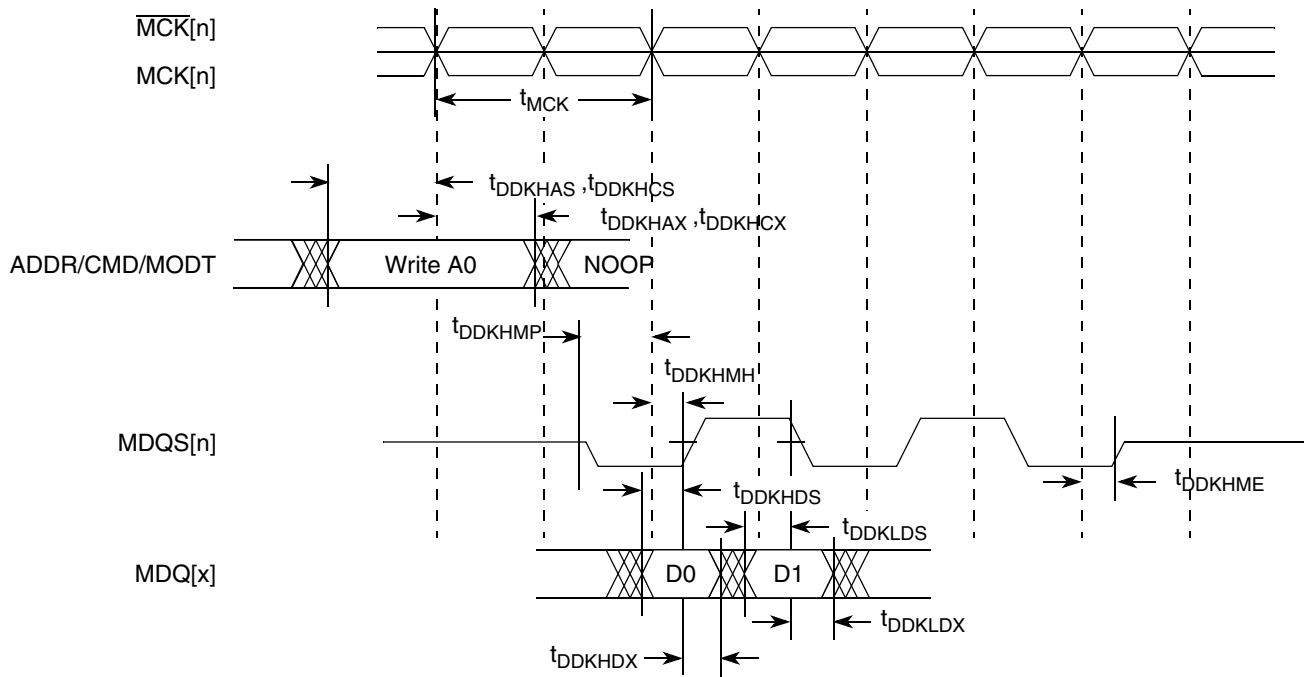 MCK[n]
MCK[n]
tMCK
tDDKHAS ,tDDKHCS
tDDKHAX ,tDDKHCX
ADDR/CMD/MODT
Write A0
NOOP
tDDKHMP
tDDKHMH
MDQS[n]
tDDKHME
tDDKHDS
tDDKLDS
MDQ[x]
D0
D1
tDDKLDX
tDDKHDX